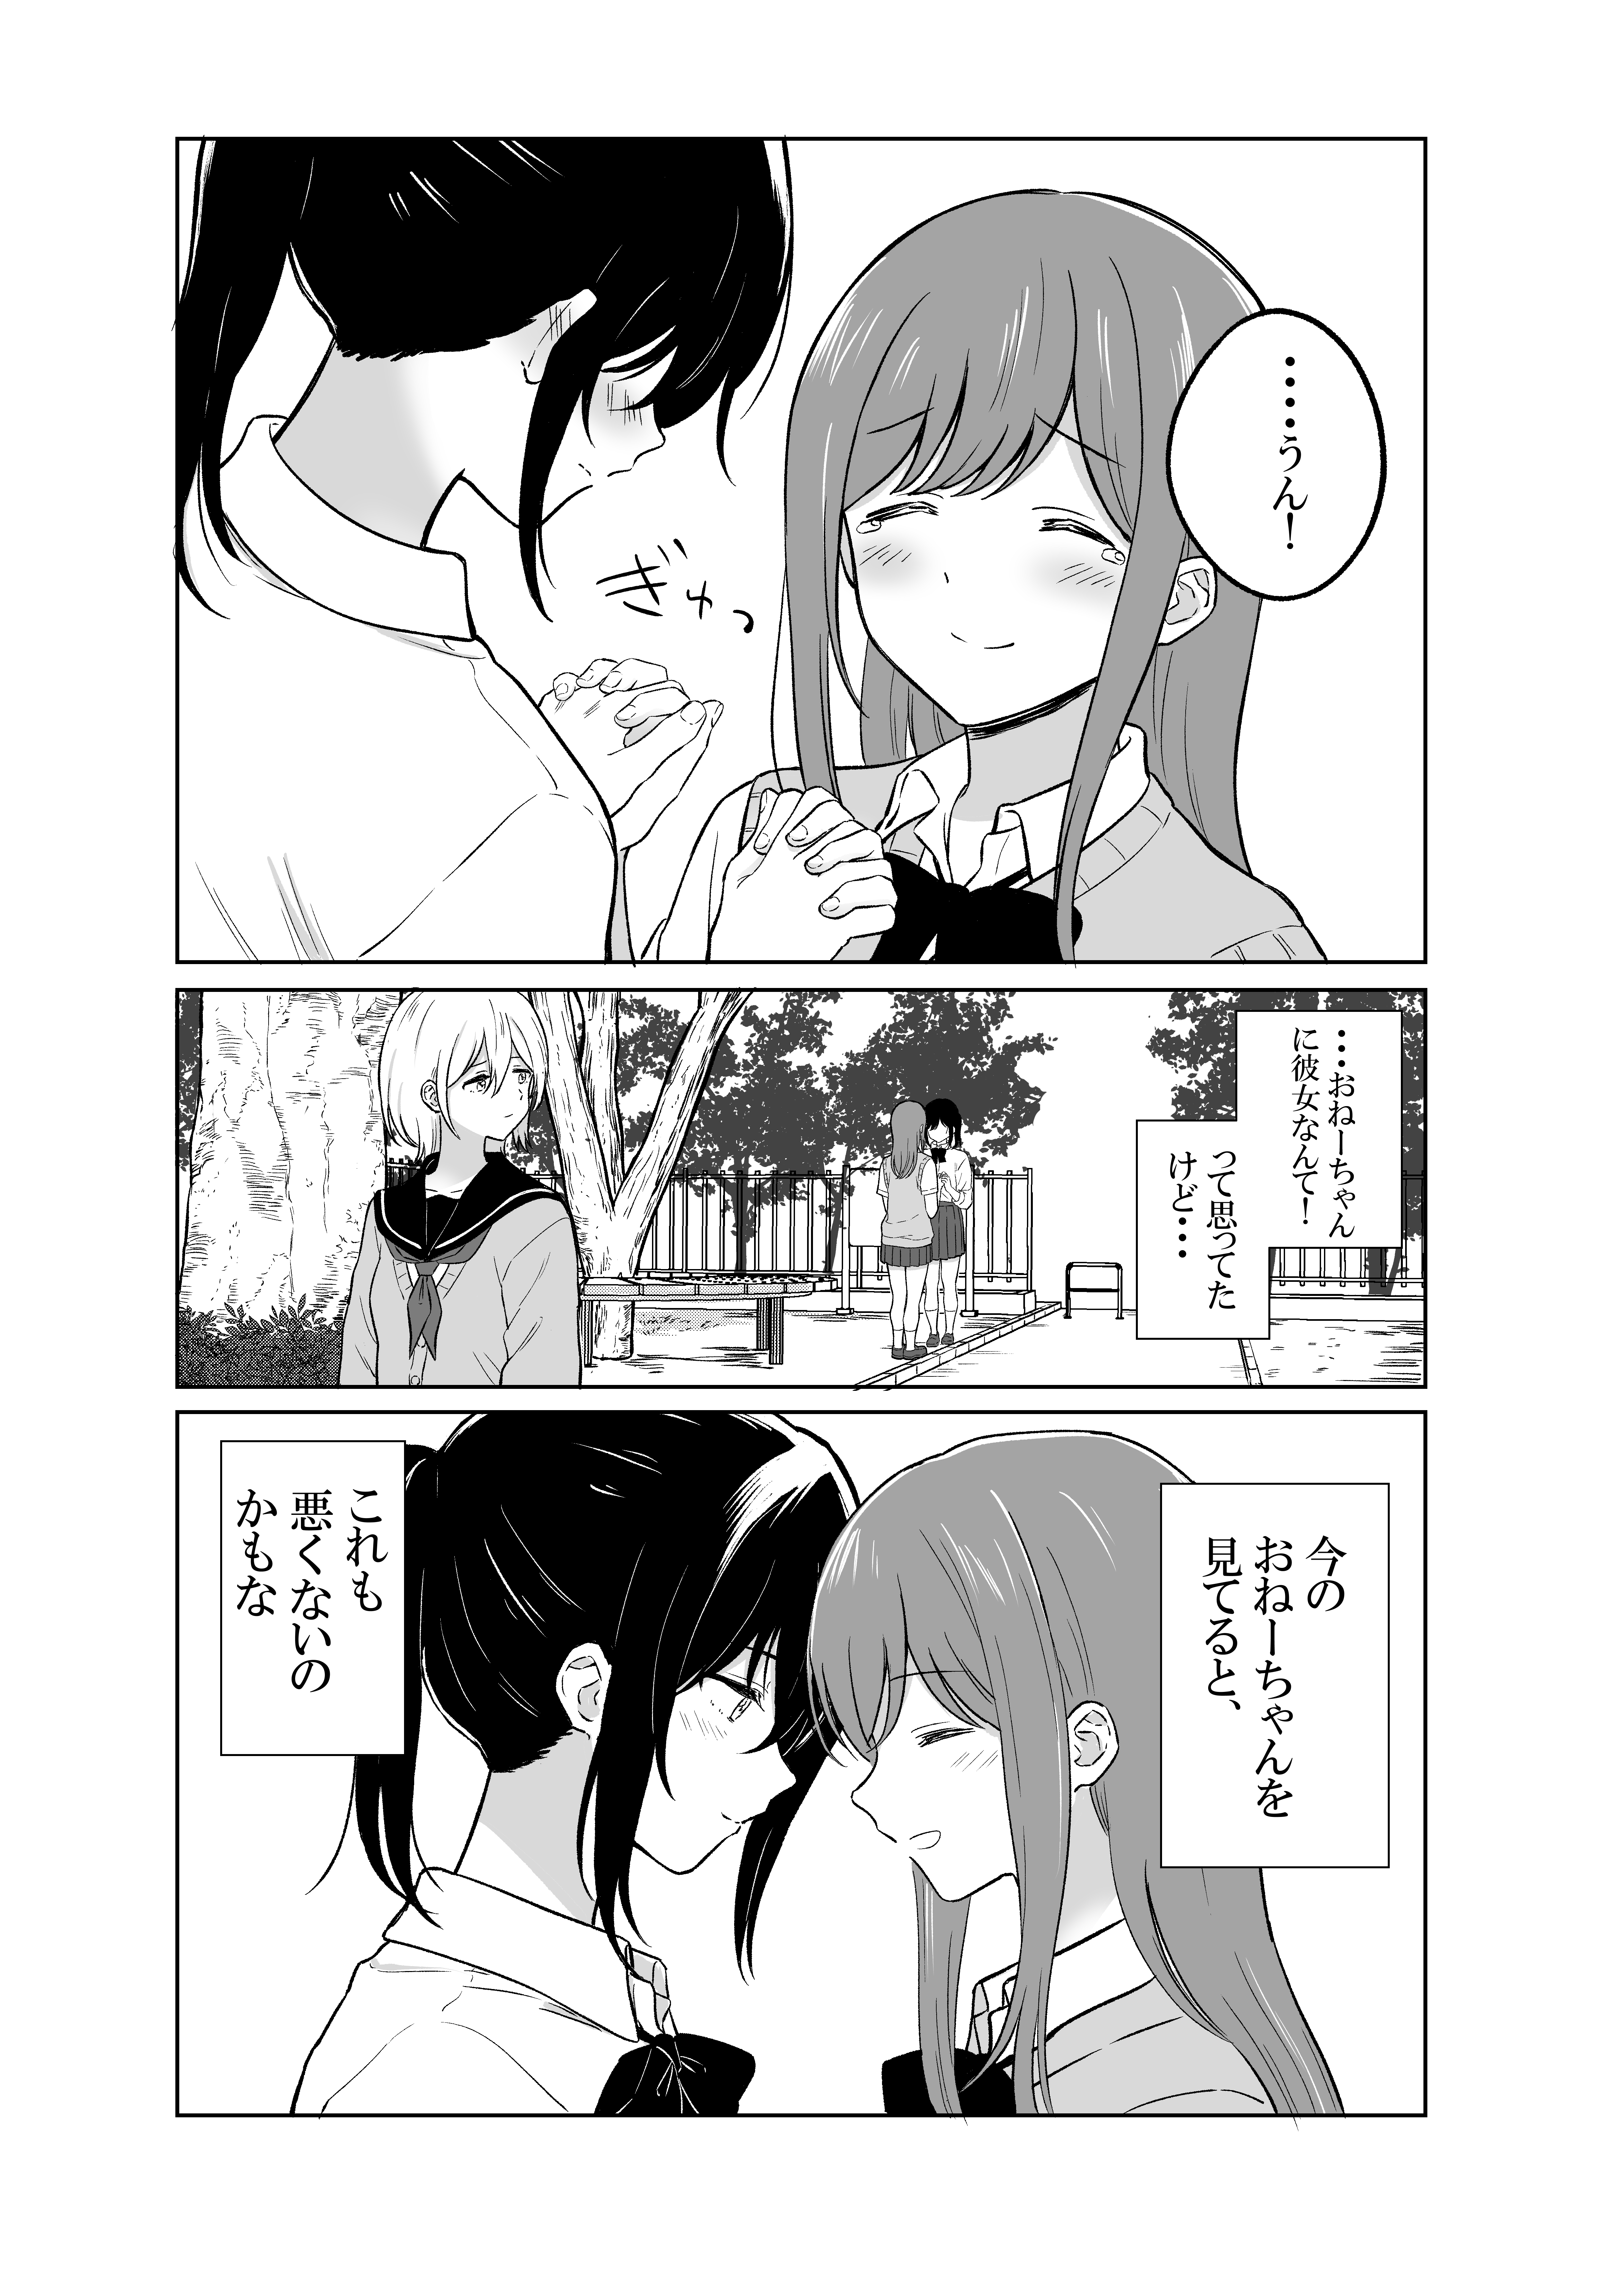 ・・・・うん！
ぎゅっ
・・・おねーちゃん
に彼女なんて！
って思ってた
けど・・・
今の
おねーちゃんを
見てると、
これも
悪くないの
かもな